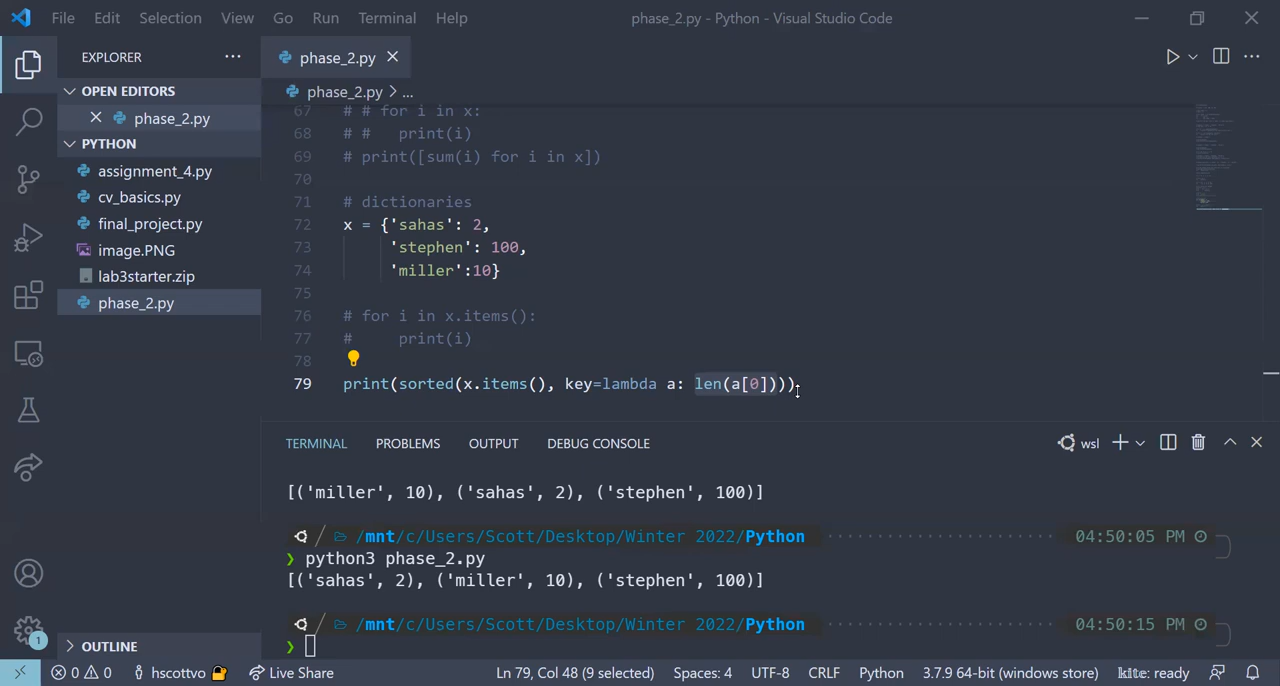 File Edit Selection View Go Run Terminal Help phase_2.py - Python - Visual Studio Code
EXPLORER
phase_2.py
OPEN EDITORS
phase_2.py > ...
phase_2.py
PYTHON
assignment_4.py
cv_basics.py
final_project.py
image.PNG
lab3starter.zip
phase_2.py
67 # # for i in x:
68 # #   print(i)
69 # print([sum(i) for i in x])
70
71 # dictionaries
72 x = {'sahas': 2,
73 'stephen': 100,
74 'miller':10}
75
76 # for i in x.items():
77 #     print(i)
78
79 print(sorted(x.items(), key=lambda a: len(a[0])))
TERMINAL PROBLEMS OUTPUT DEBUG CONSOLE wsl
[('miller', 10), ('sahas', 2), ('stephen', 100)]
/mnt/c/Users/Scott/Desktop/Winter 2022/Python 04:50:05 PM
❯ python3 phase_2.py
[('sahas', 2), ('miller', 10), ('stephen', 100)]
/mnt/c/Users/Scott/Desktop/Winter 2022/Python 04:50:15 PM
❯
OUTLINE
1
0 0 hscottvo Live Share Ln 79, Col 48 (9 selected) Spaces: 4 UTF-8 CRLF Python 3.7.9 64-bit (windows store) kite: ready